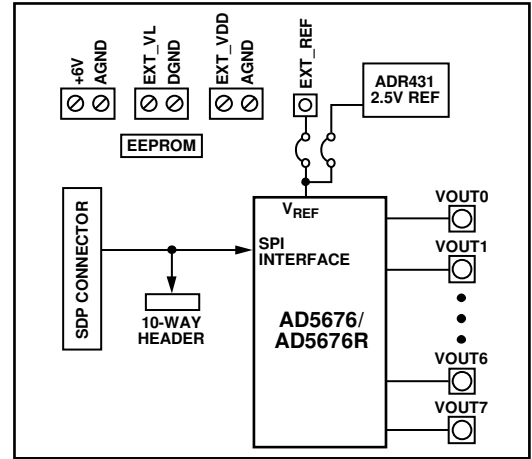 +6V
AGND
EXT_VL
DGND
EXT_VDD
AGND
EXT_REF
ADR431
2.5V REF
EEPROM
VREF
VOUT0
SDP CONNECTOR
SPI
INTERFACE
VOUT1
10-WAY
HEADER
AD5676/
AD5676R
VOUT6
VOUT7